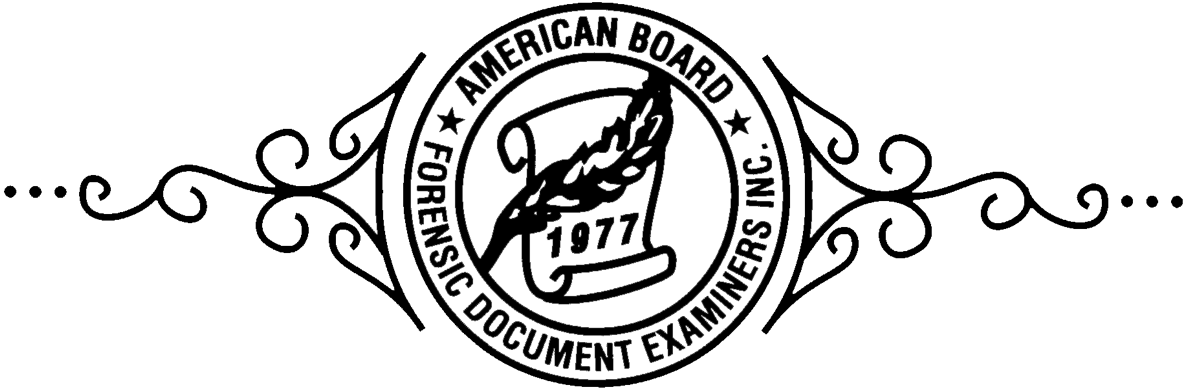 AMERICAN BOARD
FORENSIC DOCUMENT EXAMINERS INC.
1977